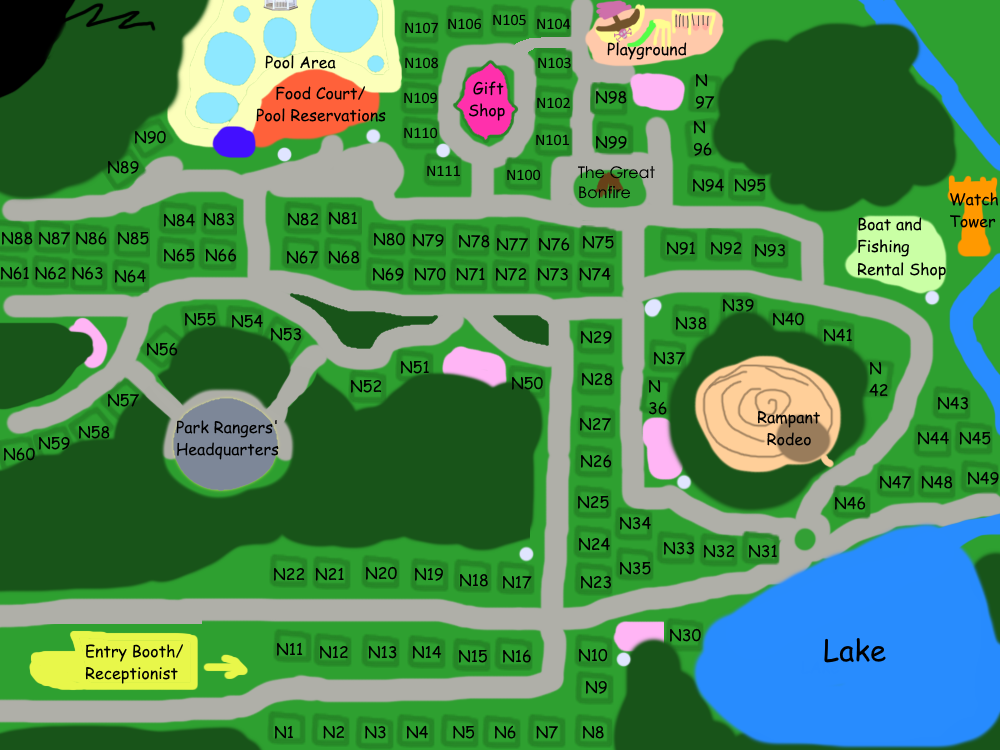 N107
N106
N105
N104
Playground
Pool Area
N108
N103
Food Court/
Pool Reservations
Gift
Shop
N109
N102
N98
N
97
N110
N101
N99
N
96
N90
N89
N111
N100
The Great
Bonfire
N94
N95
Watch
Tower
N84
N83
N82
N81
Boat and
Fishing
Rental Shop
N88
N87
N86
N85
N80
N79
N78
N77
N76
N75
N91
N92
N93
N65
N66
N67
N68
N61
N62
N63
N64
N69
N70
N71
N72
N73
N74
N55
N54
N53
N56
N29
N38
N39
N40
N41
N37
N52
N51
N50
N28
N
36
N
42
N57
N43
N58
N59
N60
Park Rangers'
Headquarters
N27
Rampant
Rodeo
N44
N45
N26
N47
N48
N49
N25
N46
N34
N24
N33
N32
N31
N35
N22
N21
N20
N19
N18
N17
N23
Entry Booth/
Receptionist
N11
N12
N13
N14
N15
N16
N10
N30
Lake
N9
N1
N2
N3
N4
N5
N6
N7
N8